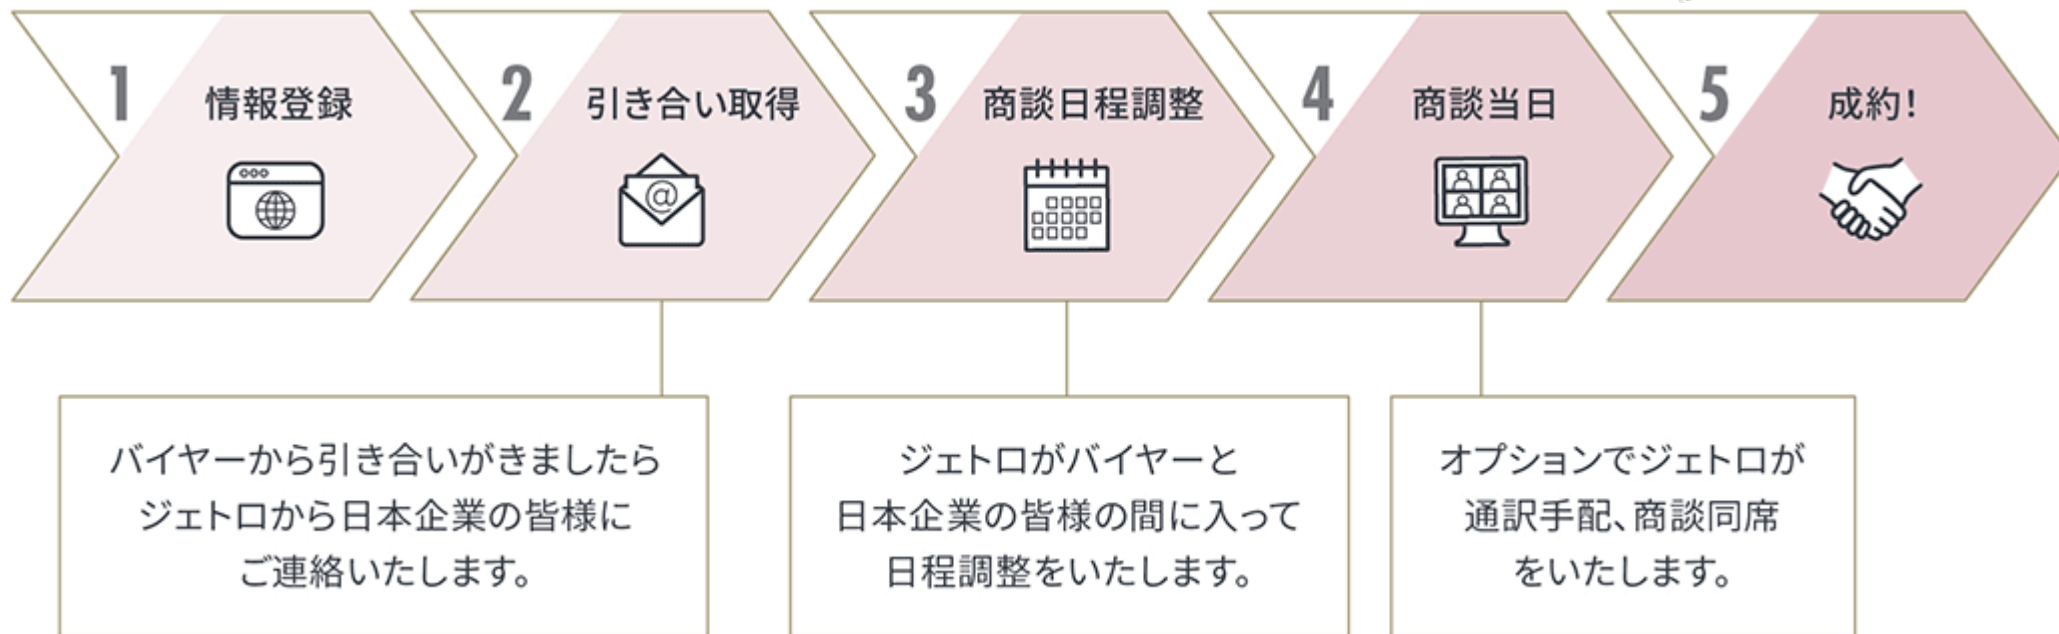 1
情報登録
2
引き合い取得
3
商談日程調整
4
商談当日
5
成約！
@
バイヤーから引き合いがきましたら
ジェトロから日本企業の皆様に
ご連絡いたします。
ジェトロがバイヤーと
日本企業の皆様の間に入って
日程調整をいたします。
オプションでジェトロが
通訳手配、商談同席
をいたします。